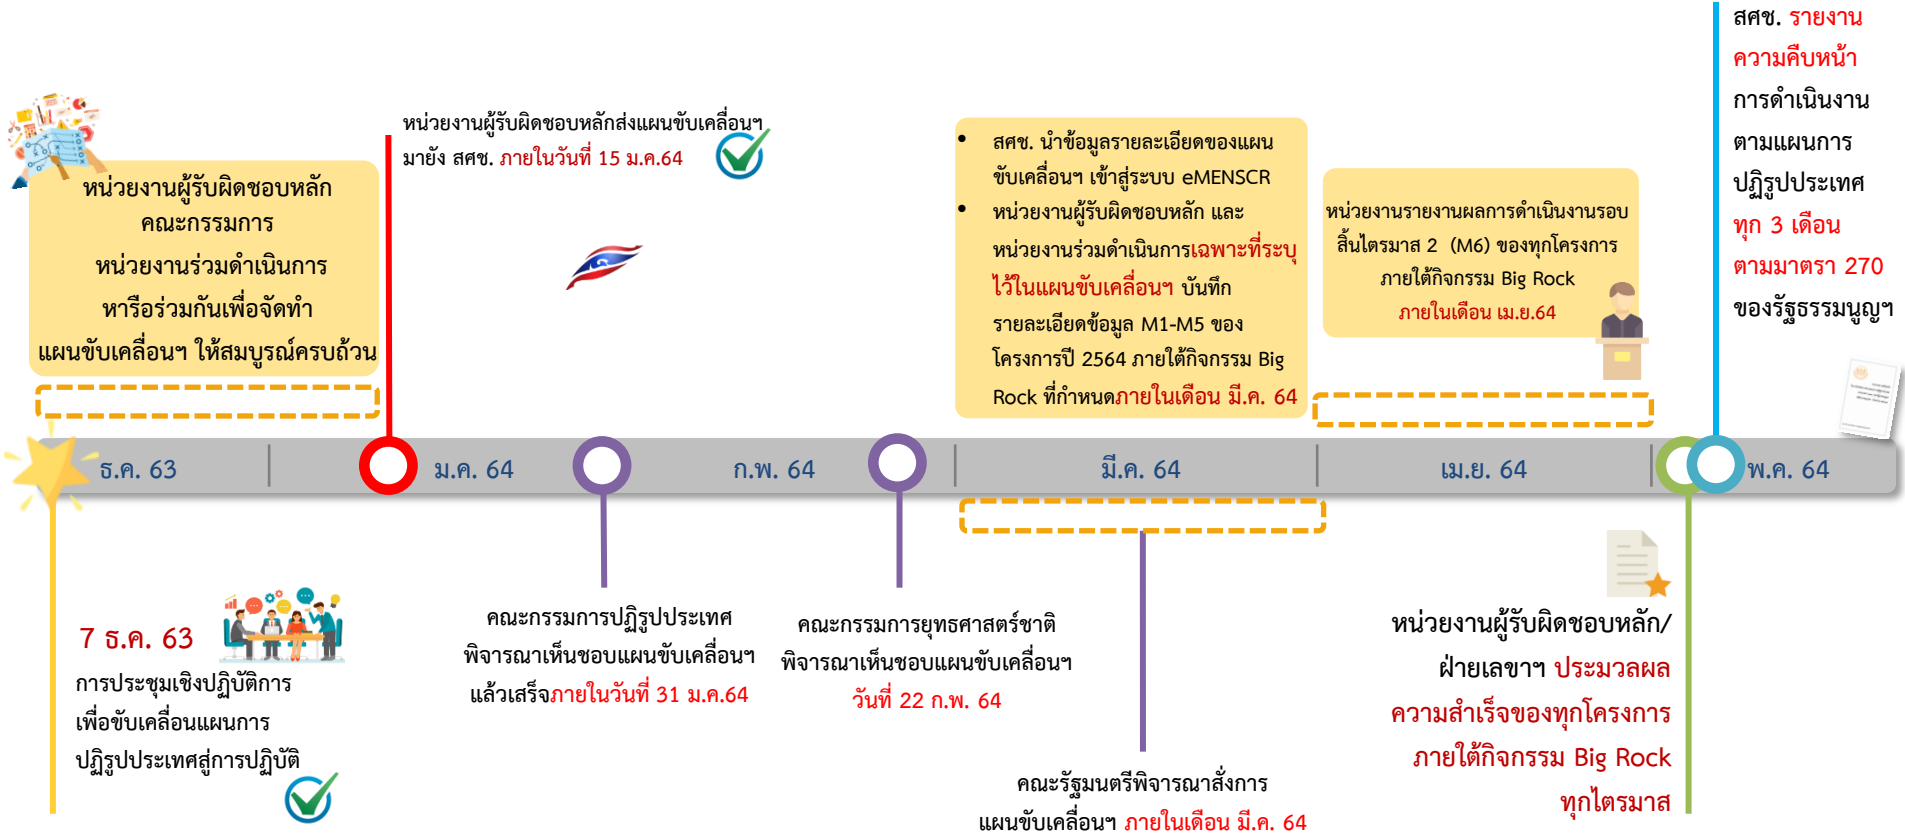 หน่วยงานผู้รับผิดชอบหลัก
คณะกรรมการ
หน่วยงานร่วมดำเนินการ
หารือร่วมกันเพื่อจัดทำ
แผนขับเคลื่อนฯ ให้สมบูรณ์ครบถ้วน
หน่วยงานผู้รับผิดชอบหลักส่งแผนขับเคลื่อนฯ
มายัง สศช. ภายในวันที่ 15 ม.ค.64
• สศช. นำข้อมูลรายละเอียดของแผน
ขับเคลื่อนฯ เข้าสู่ระบบ eMENSCR
• หน่วยงานผู้รับผิดชอบหลัก และ
หน่วยงานร่วมดำเนินการเฉพาะที่ระบุ
ไว้ในแผนขับเคลื่อนฯ บันทึก
รายละเอียดข้อมูล M1-M5 ของ
โครงการปี 2564 ภายใต้กิจกรรม Big
Rock ที่กำหนดภายในเดือน มี.ค. 64
หน่วยงานรายงานผลการดำเนินงานรอบ
สิ้นไตรมาส 2 (M6) ของทุกโครงการ
ภายใต้กิจกรรม Big Rock
ภายในเดือน เม.ย.64
สศช. รายงาน
ความคืบหน้า
การดำเนินงาน
ตามแผนการ
ปฏิรูปประเทศ
ทุก 3 เดือน
ตามมาตรา 270
ของรัฐธรรมนูญฯ
ธ.ค. 63
ม.ค. 64
ก.พ. 64
มี.ค. 64
เม.ย. 64
พ.ค. 64
7 ธ.ค. 63
การประชุมเชิงปฏิบัติการ
เพื่อขับเคลื่อนแผนการ
ปฏิรูปประเทศสู่การปฏิบัติ
คณะกรรมการปฏิรูปประเทศ
พิจารณาเห็นชอบแผนขับเคลื่อนฯ
แล้วเสร็จภายในวันที่ 31 ม.ค.64
คณะกรรมการยุทธศาสตร์ชาติ
พิจารณาเห็นชอบแผนขับเคลื่อนฯ
วันที่ 22 ก.พ. 64
คณะรัฐมนตรีพิจารณาสั่งการ
แผนขับเคลื่อนฯ ภายในเดือน มี.ค. 64
หน่วยงานผู้รับผิดชอบหลัก/
ฝ่ายเลขาฯ ประมวลผล
ความสำเร็จของทุกโครงการ
ภายใต้กิจกรรม Big Rock
ทุกไตรมาส